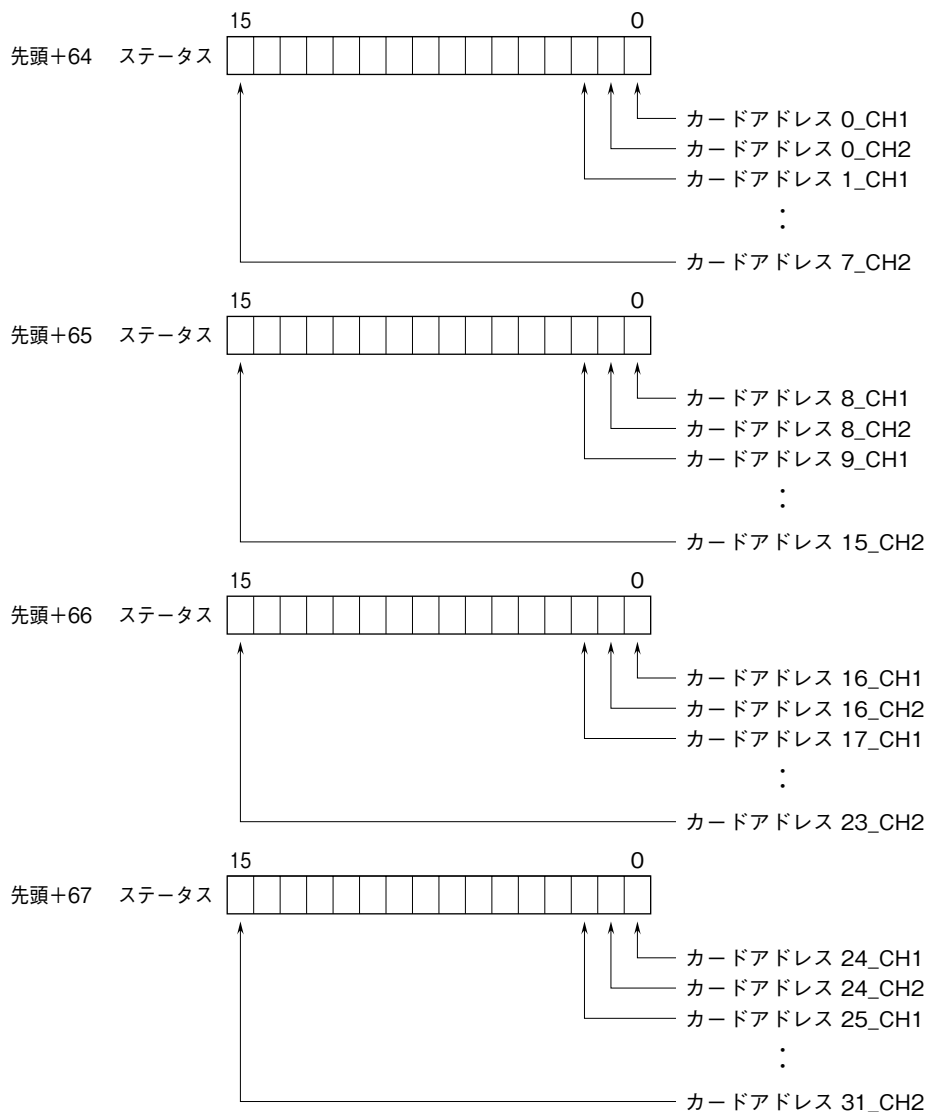 15 0
先頭+64 ステータス
カードアドレス 0_CH1
カードアドレス 0_CH2
カードアドレス 1_CH1
:
カードアドレス 7_CH2
15 0
先頭+65 ステータス
カードアドレス 8_CH1
カードアドレス 8_CH2
カードアドレス 9_CH1
:
カードアドレス 15_CH2
15 0
先頭+66 ステータス
カードアドレス 16_CH1
カードアドレス 16_CH2
カードアドレス 17_CH1
:
カードアドレス 23_CH2
15 0
先頭+67 ステータス
カードアドレス 24_CH1
カードアドレス 24_CH2
カードアドレス 25_CH1
:
カードアドレス 31_CH2